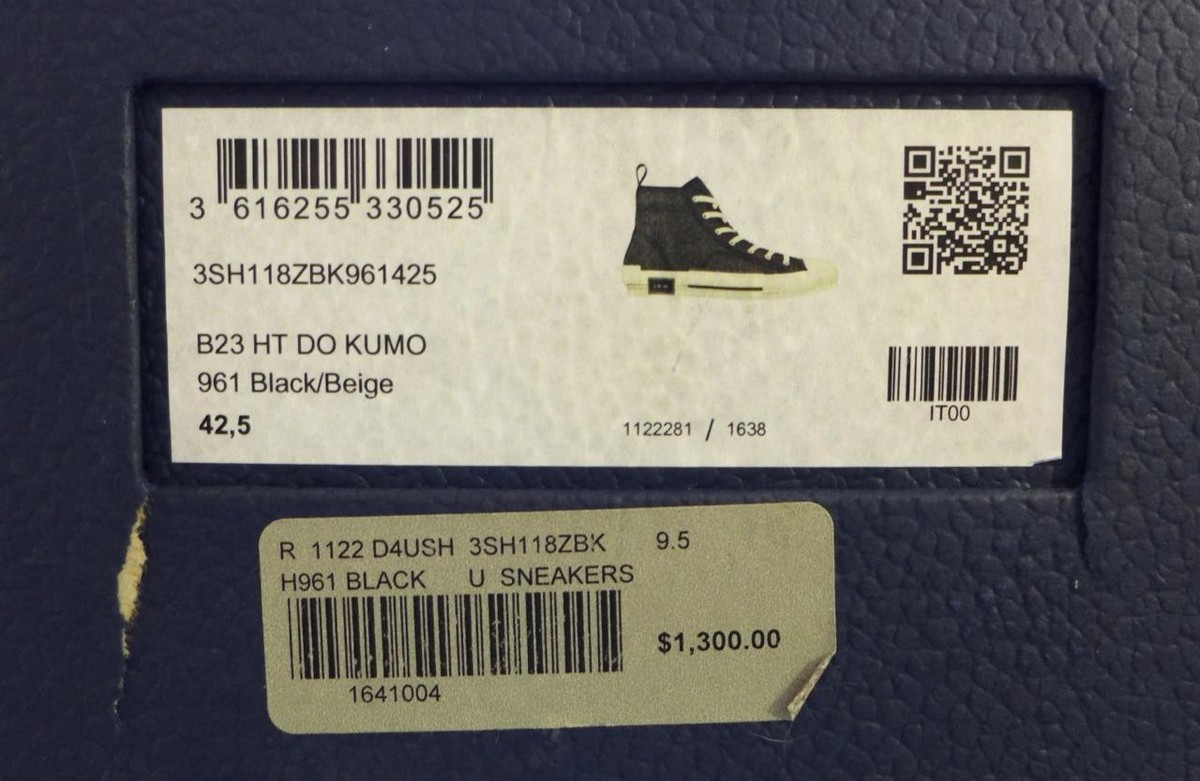 3 616255 330525
3SH118ZBK961425
B23 HT DO KUMO
961 Black/Beige
42,5
1122281 / 1638
IT00
R 1122 D4USH 3SH118ZBK 9.5
H961 BLACK U SNEAKERS
$1,300.00
1641004